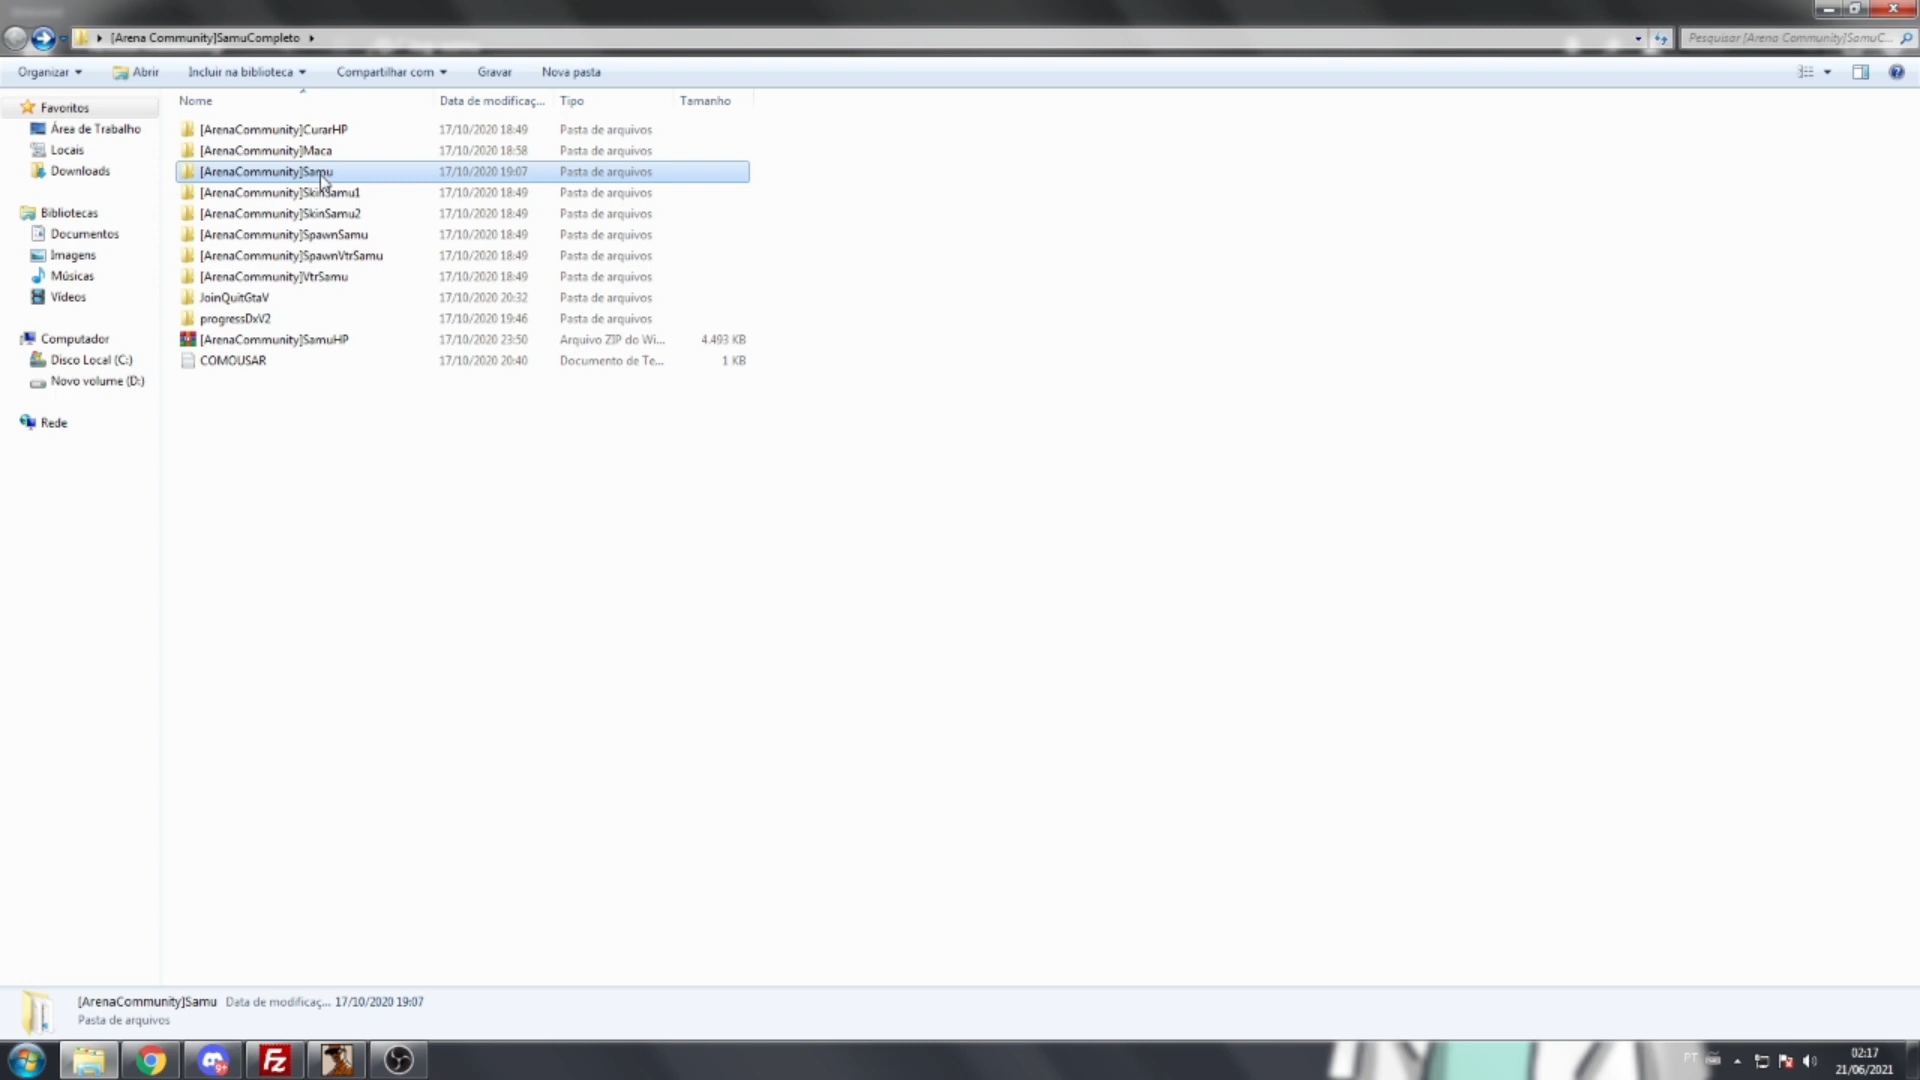 [Arena Community]SamuCompleto
Pesquisar [Arena Community]SamuC...
Organizar
Abrir
Incluir na biblioteca
Compartilhar com
Gravar
Nova pasta
Nome
Data de modificaç...
Tipo
Tamanho
Favoritos
Área de Trabalho
Locais
Downloads
Bibliotecas
Documentos
Imagens
Músicas
Vídeos
Computador
Disco Local (C:)
Novo volume (D:)
Rede
[ArenaCommunity]CurarHP 17/10/2020 18:49 Pasta de arquivos
[ArenaCommunity]Maca 17/10/2020 18:58 Pasta de arquivos
[ArenaCommunity]Samu 17/10/2020 19:07 Pasta de arquivos
[ArenaCommunity]SkinSamu1 17/10/2020 18:49 Pasta de arquivos
[ArenaCommunity]SkinSamu2 17/10/2020 18:49 Pasta de arquivos
[ArenaCommunity]SpawnSamu 17/10/2020 18:49 Pasta de arquivos
[ArenaCommunity]SpawnVtrSamu 17/10/2020 18:49 Pasta de arquivos
[ArenaCommunity]VtrSamu 17/10/2020 18:49 Pasta de arquivos
JoinQuitGtaV 17/10/2020 20:32 Pasta de arquivos
progressDxV2 17/10/2020 19:46 Pasta de arquivos
[ArenaCommunity]SamuHP 17/10/2020 23:50 Arquivo ZIP do Wi... 4.493 KB
COMOUSAR 17/10/2020 20:40 Documento de Te... 1 KB
[ArenaCommunity]Samu Data de modificaç... 17/10/2020 19:07
Pasta de arquivos
PT
02:17
21/06/2021